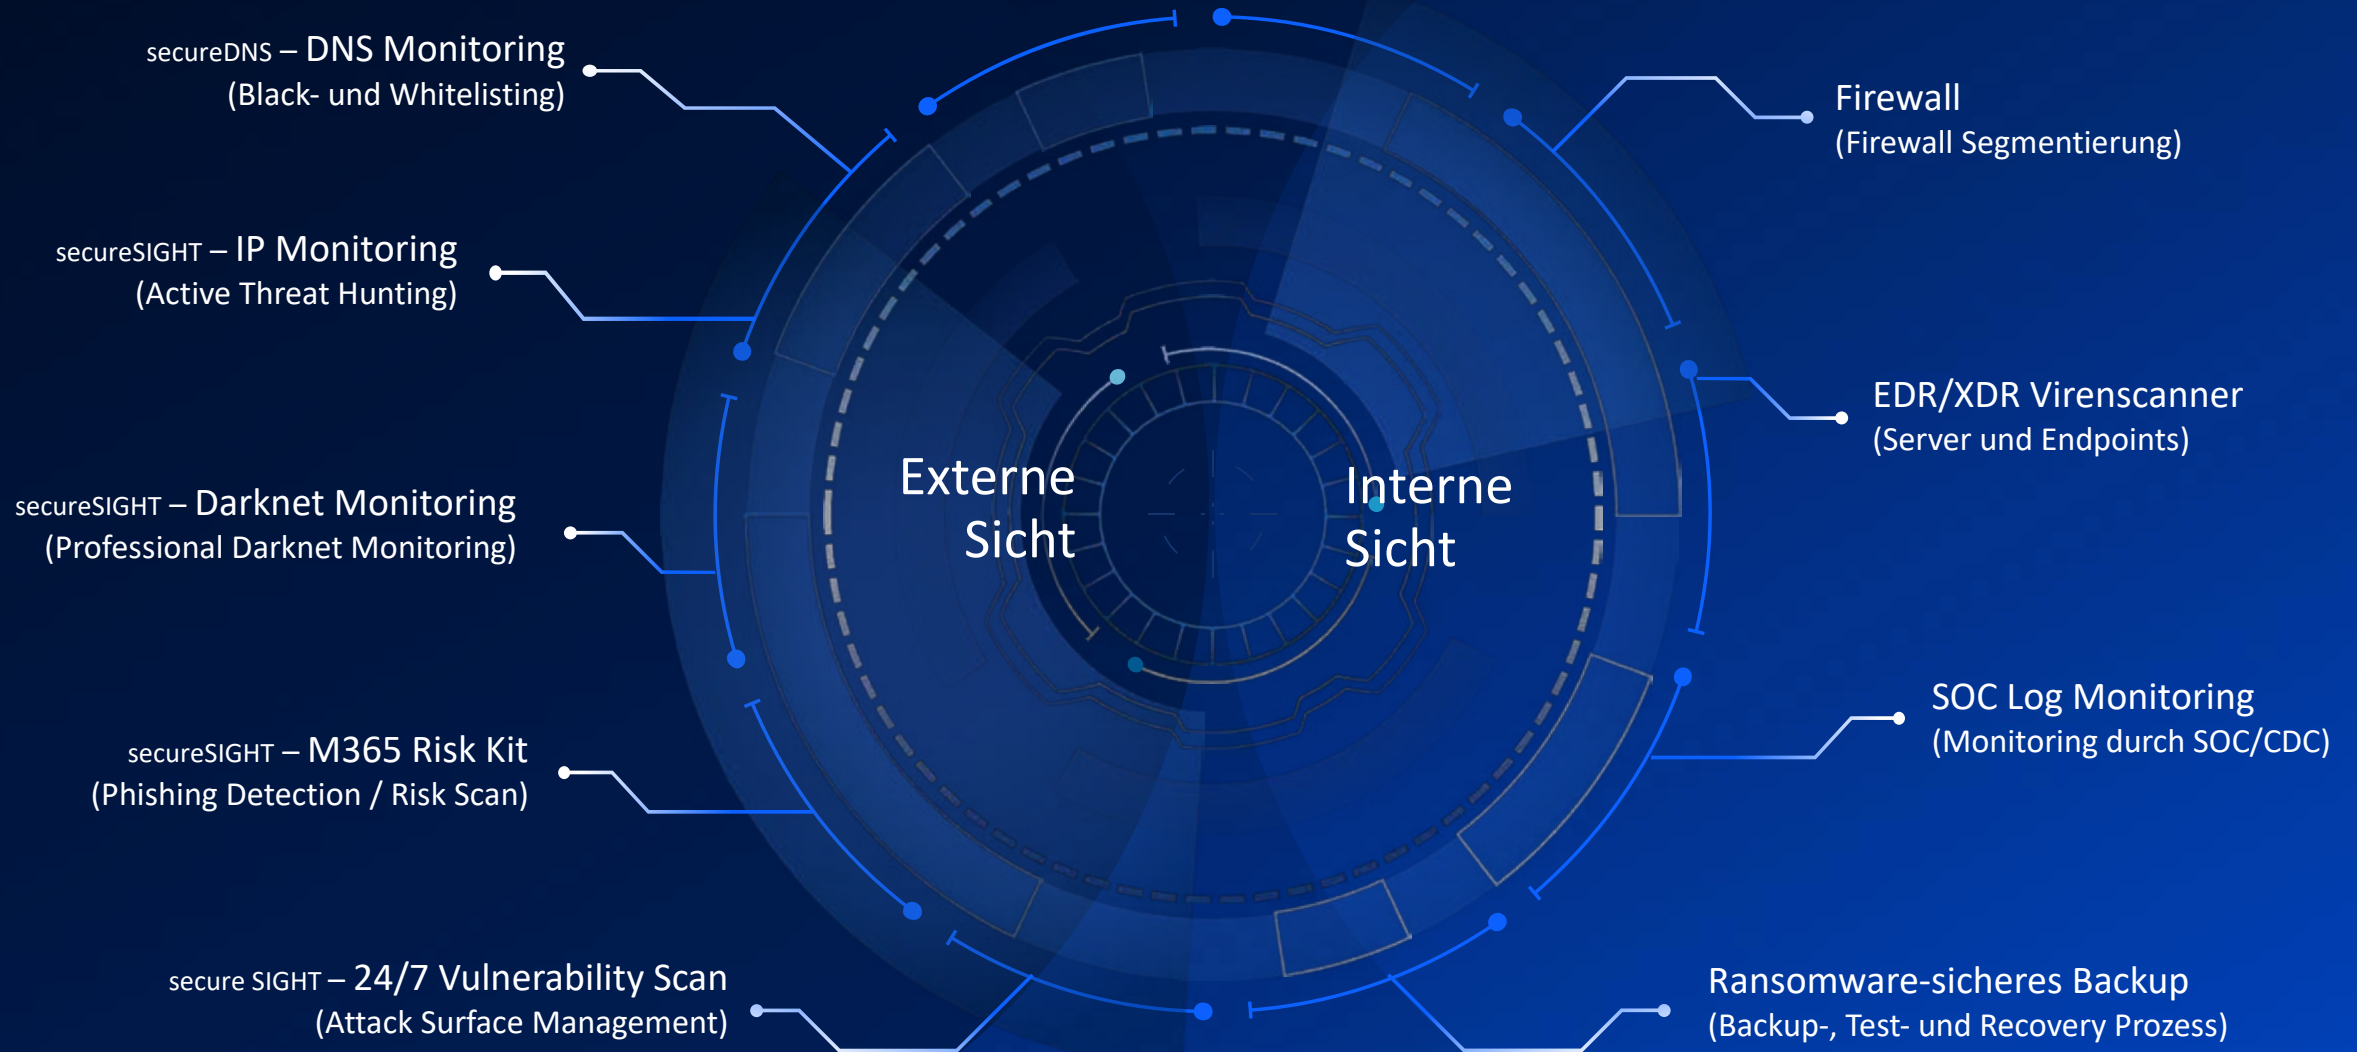 secureDNS – DNS Monitoring
(Black- und Whitelisting)
secureSIGHT – IP Monitoring
(Active Threat Hunting)
secureSIGHT – Darknet Monitoring
(Professional Darknet Monitoring)
secureSIGHT – M365 Risk Kit
(Phishing Detection / Risk Scan)
secure SIGHT – 24/7 Vulnerability Scan
(Attack Surface Management)
Externe
Sicht
Interne
Sicht
Firewall
(Firewall Segmentierung)
EDR/XDR Virenscanner
(Server und Endpoints)
SOC Log Monitoring
(Monitoring durch SOC/CDC)
Ransomware-sicheres Backup
(Backup-, Test- und Recovery Prozess)